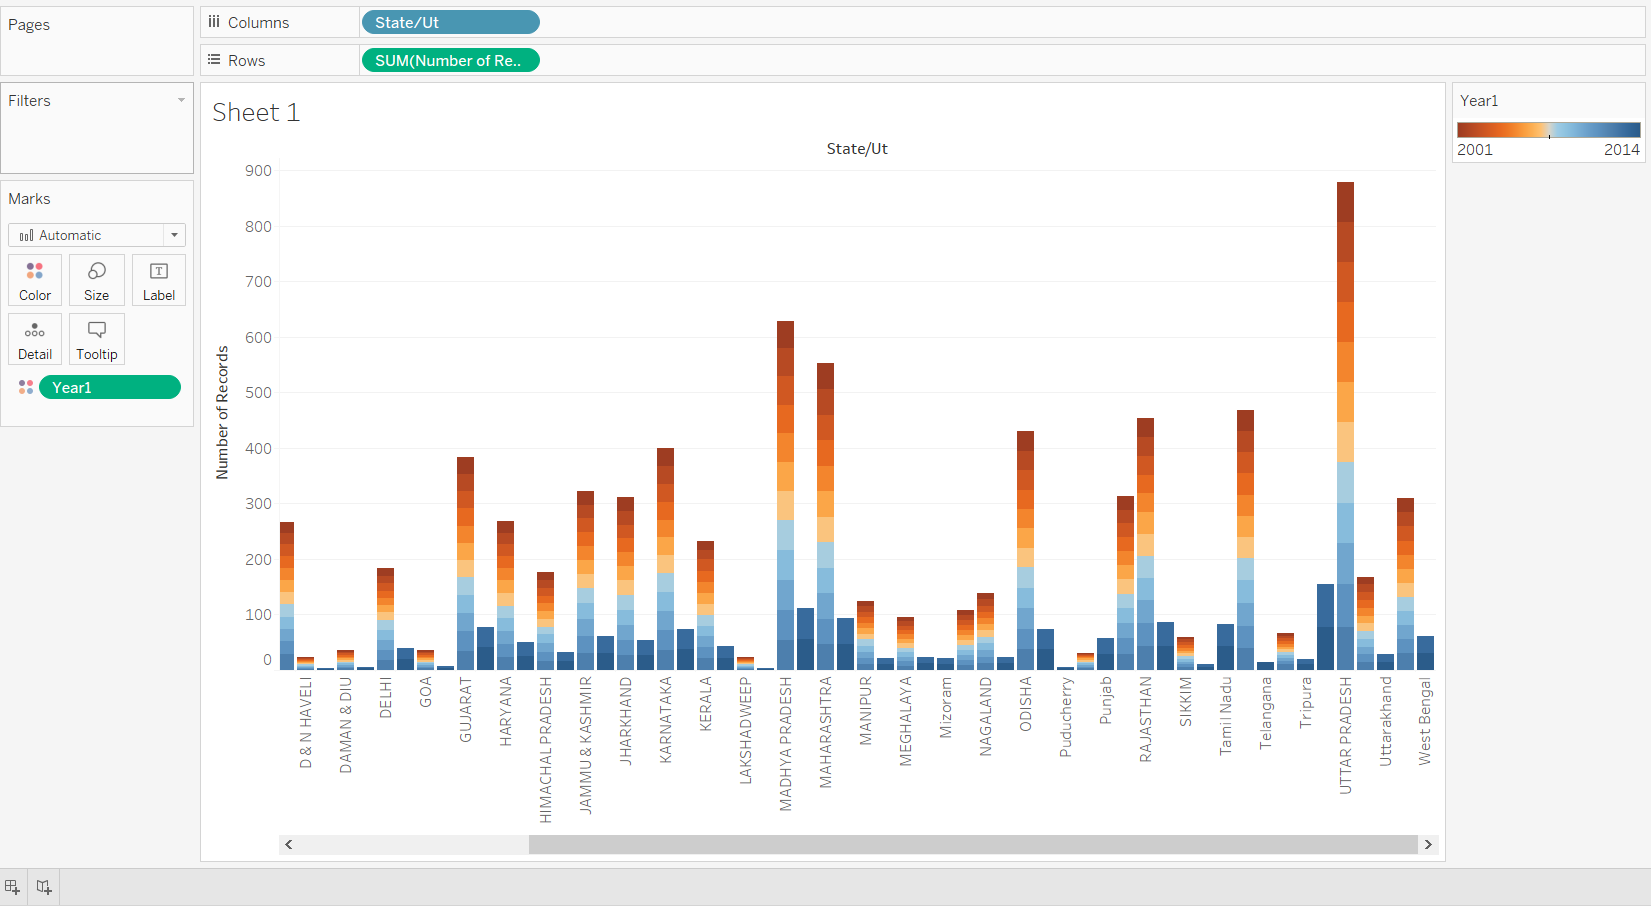 Pages
Columns
State/Ut
Rows
SUM(Number of Re..
Filters
Sheet 1
Year1
2001
2014
Marks
Automatic
Color
Size
Label
Detail
Tooltip
Year1
State/Ut
Number of Records
900
800
700
600
500
400
300
200
100
0
D & N HAVELI
DAMAN & DIU
DELHI
GOA
GUJARAT
HARYANA
HIMACHAL PRADESH
JAMMU & KASHMIR
JHARKHAND
KARNATAKA
KERALA
LAKSHADWEEP
MADHYA PRADESH
MAHARASHTRA
MANIPUR
MEGHALAYA
Mizoram
NAGALAND
ODISHA
Puducherry
Punjab
RAJASTHAN
SIKKIM
Tamil Nadu
Telangana
Tripura
UTTAR PRADESH
Uttarakhand
West Bengal